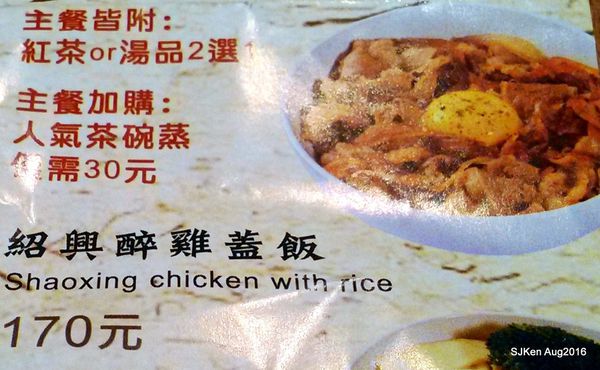 主餐皆附:
紅茶or湯品2選1
主餐加購:
人氣茶碗蒸
僅需30元
紹興醉雞蓋飯
Shaoxing chicken with rice
170元
SJKen Aug2016